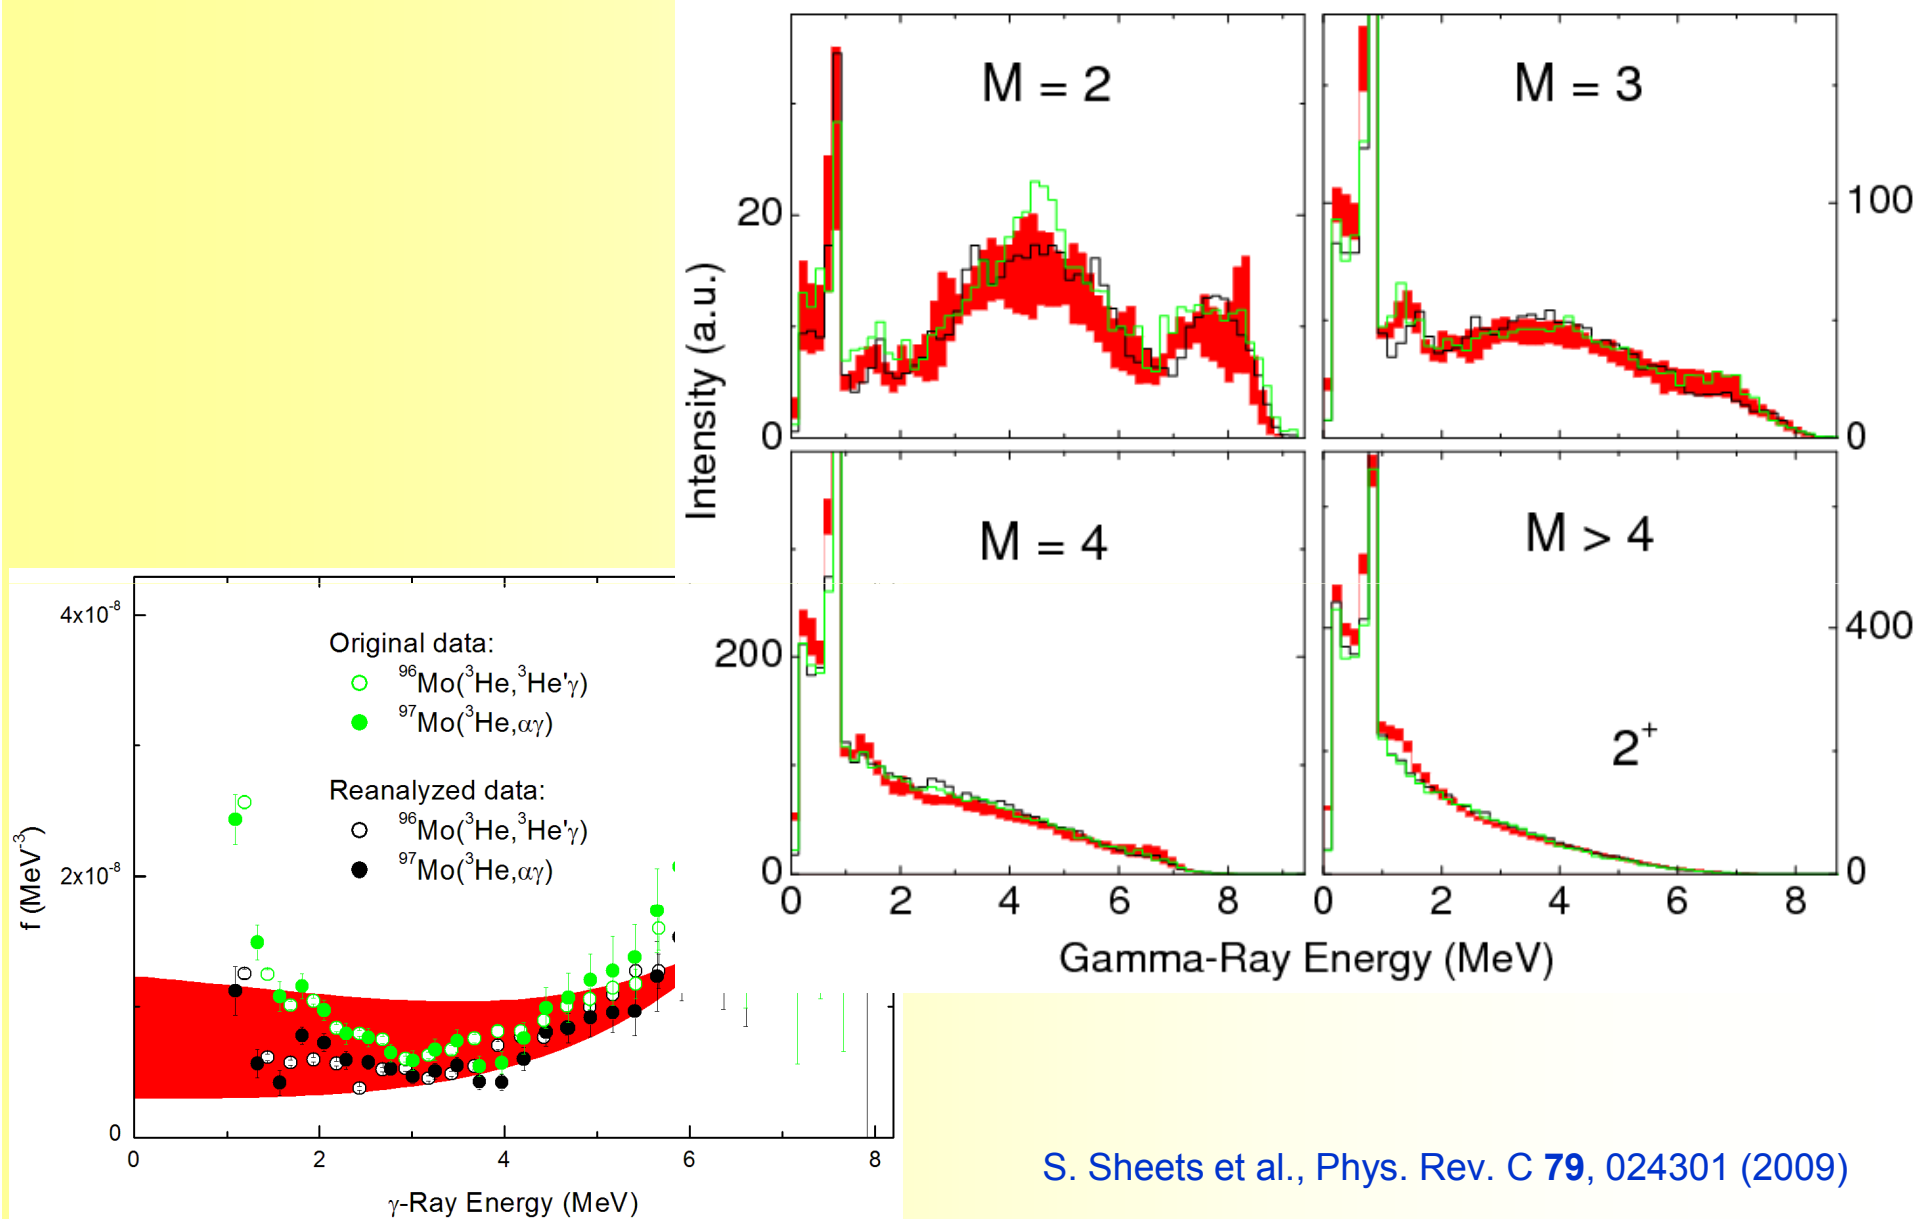 M = 2
M = 3
20
0
100
0
Intensity (a.u.)
M = 4
M > 4
2⁺
200
0
400
0
0 2 4 6 8
0 2 4 6 8
Gamma-Ray Energy (MeV)
4x10⁻⁸
2x10⁻⁸
0
f (MeV⁻³)
Original data:
⁹⁶Mo(³He,³He'γ)
⁹⁷Mo(³He,αγ)
Reanalyzed data:
⁹⁶Mo(³He,³He'γ)
⁹⁷Mo(³He,αγ)
0 2 4 6 8
γ-Ray Energy (MeV)
S. Sheets et al., Phys. Rev. C 79, 024301 (2009)